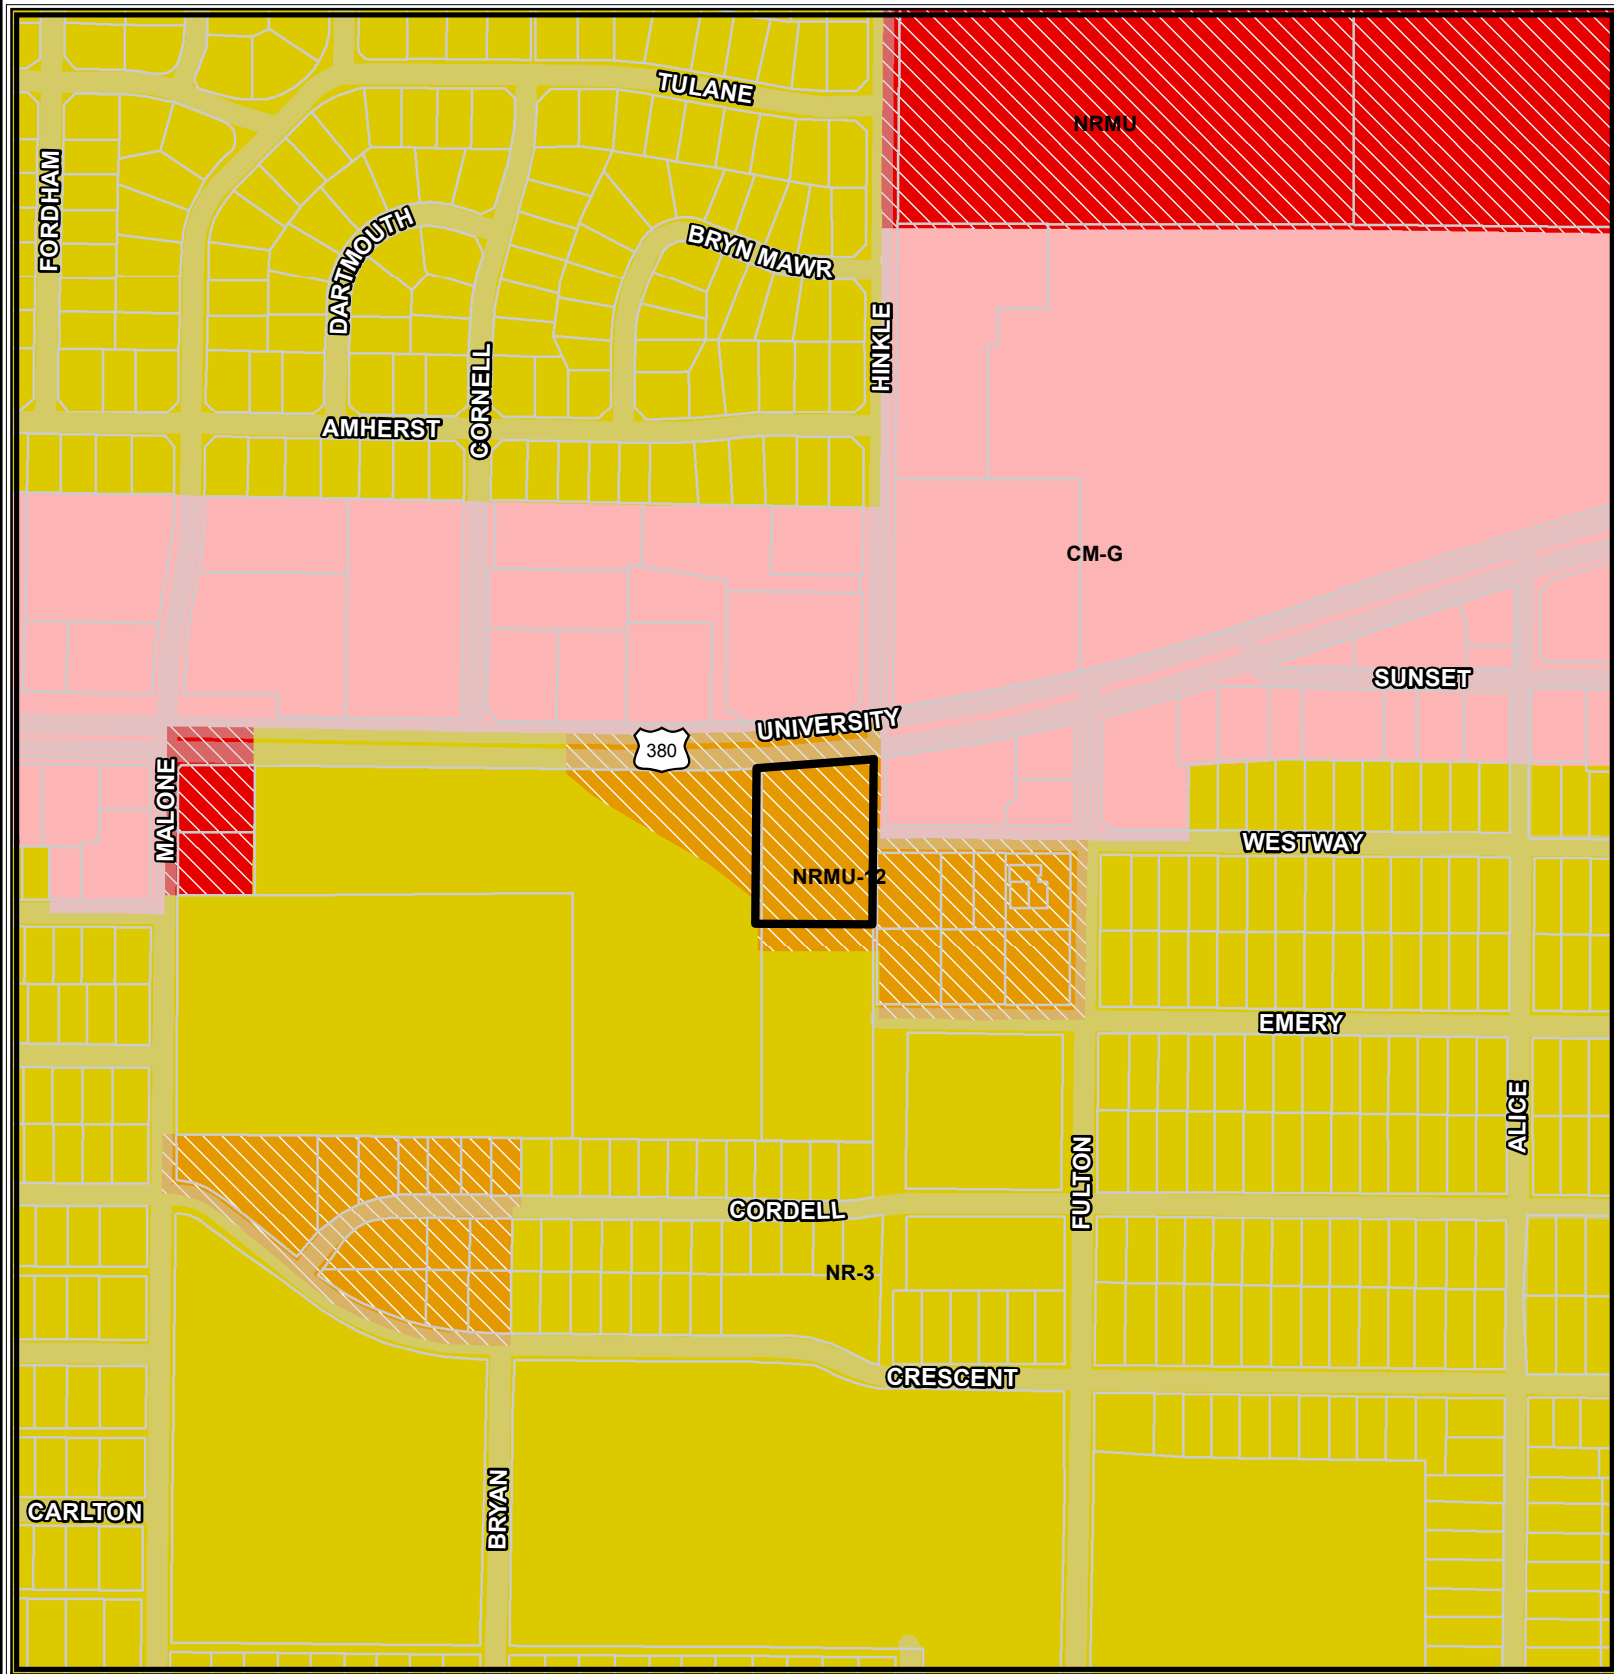 TULANE
NRMU
FORDHAM
DARTMOUTH
BRYN MAWR
HINKLE
CORNELL
AMHERST
CM-G
SUNSET
UNIVERSITY
380
MALONE
WESTWAY
NRMU-12
EMERY
ALICE
FULTON
CORDELL
NR-3
CRESCENT
BRYAN
CARLTON